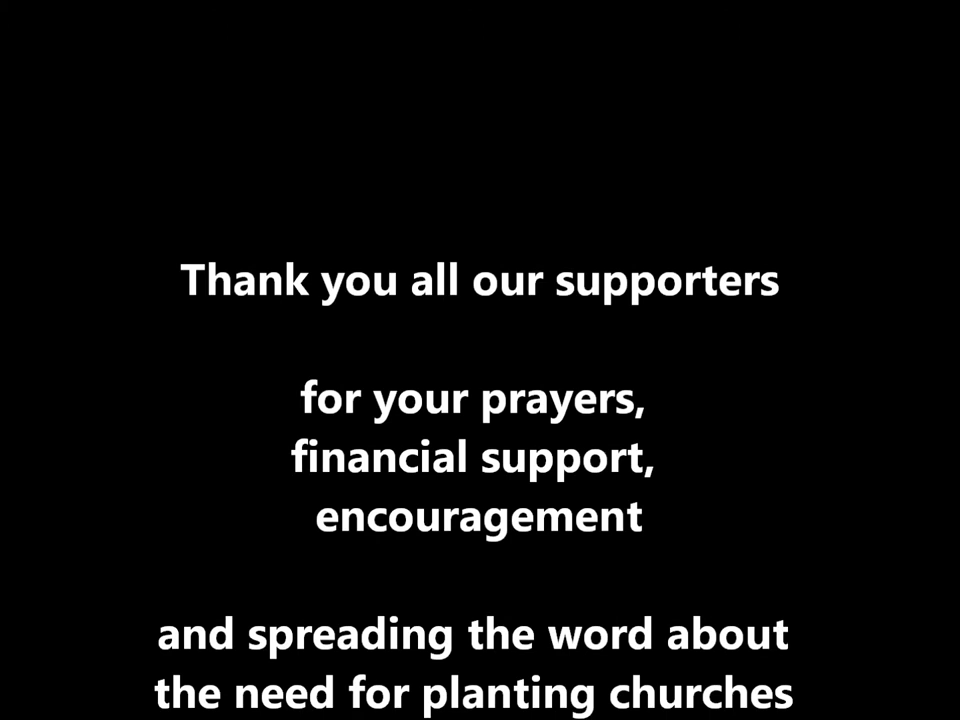 Thank you all our supporters
for your prayers,
financial support,
encouragement
and spreading the word about
the need for planting churches